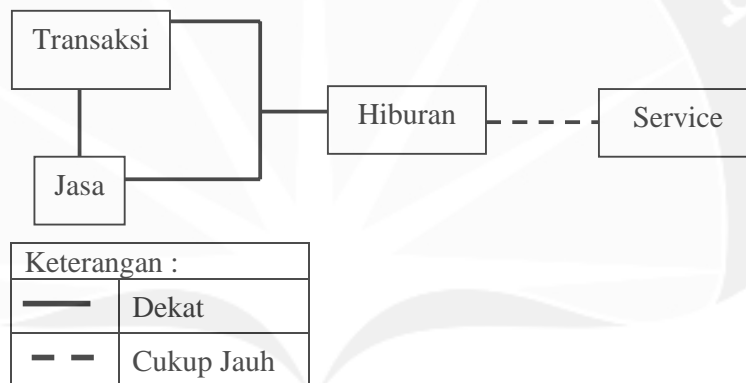 Transaksi
Hiburan
Service
Jasa
Keterangan :
Dekat
Cukup Jauh